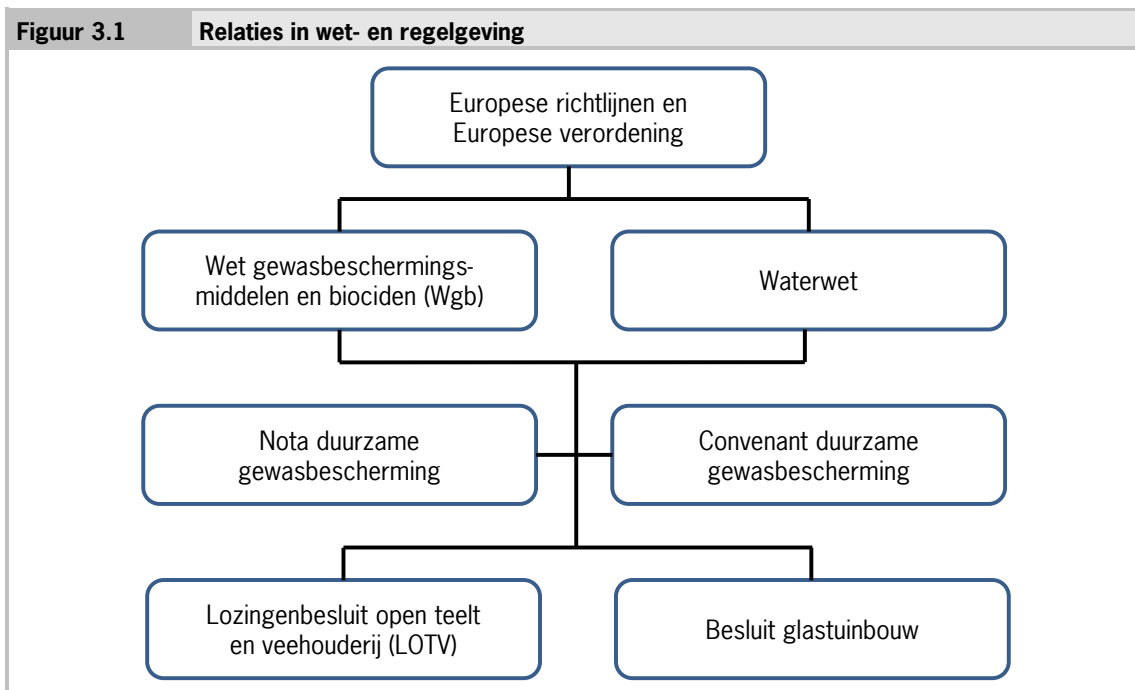 Figuur 3.1 Relaties in wet- en regelgeving
Europese richtlijnen en
Europese verordening
Wet gewasbeschermings-
middelen en biociden (Wgb)
Waterwet
Nota duurzame
gewasbescherming
Convenant duurzame
gewasbescherming
Lozingenbesluit open teelt
en veehouderij (LOTV)
Besluit glastuinbouw